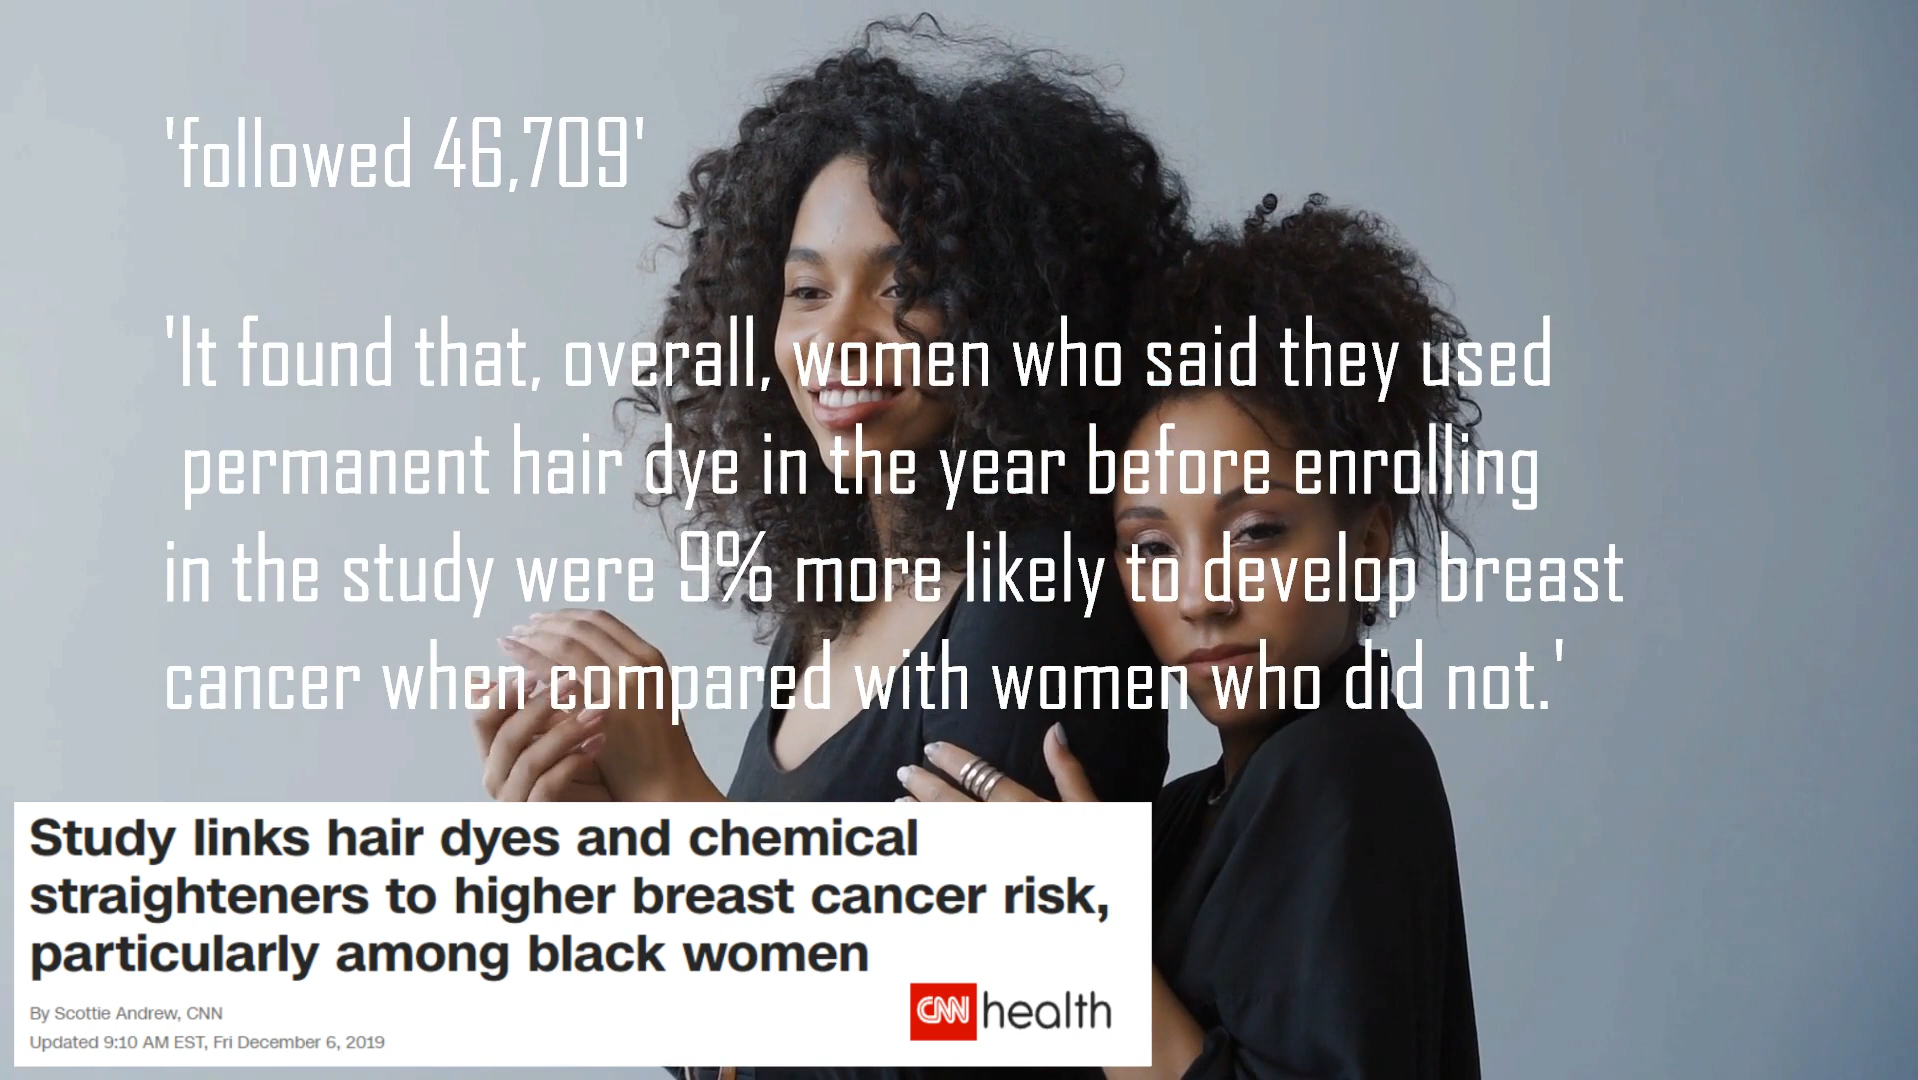 'followed 46,709'
'It found that, overall, women who said they used
permanent hair dye in the year before enrolling
in the study were 9% more likely to develop breast
cancer when compared with women who did not.'
Study links hair dyes and chemical
straighteners to higher breast cancer risk,
particularly among black women
By Scottie Andrew, CNN
Updated 9:10 AM EST, Fri December 6, 2019
CNN health